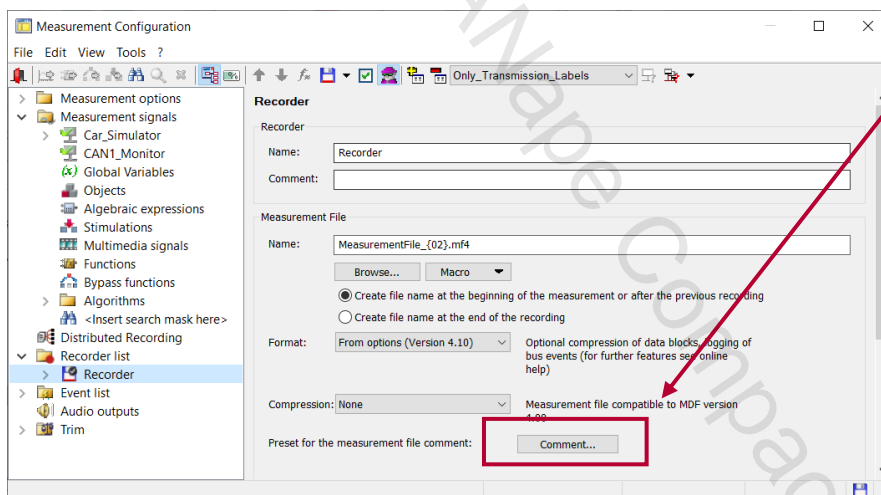 Measurement Configuration
File Edit View Tools ?
Only_Transmission_Labels
Measurement options
Measurement signals
Car_Simulator
CAN1_Monitor
(x) Global Variables
Objects
Algebraic expressions
Stimulations
Multimedia signals
Functions
Bypass functions
Algorithms
<Insert search mask here>
Distributed Recording
Recorder list
Recorder
Event list
Audio outputs
Trim
Recorder
Recorder
Name: Recorder
Comment:
Measurement File
Name: MeasurementFile_{02}.mf4
Browse... Macro
Create file name at the beginning of the measurement or after the previous recording
Create file name at the end of the recording
Format: From options (Version 4.10) Optional compression of data blocks, logging of
bus events (for further features see online
help)
Compression: None Measurement file compatible to MDF version
4.00
Preset for the measurement file comment: Comment...
ANape Compac